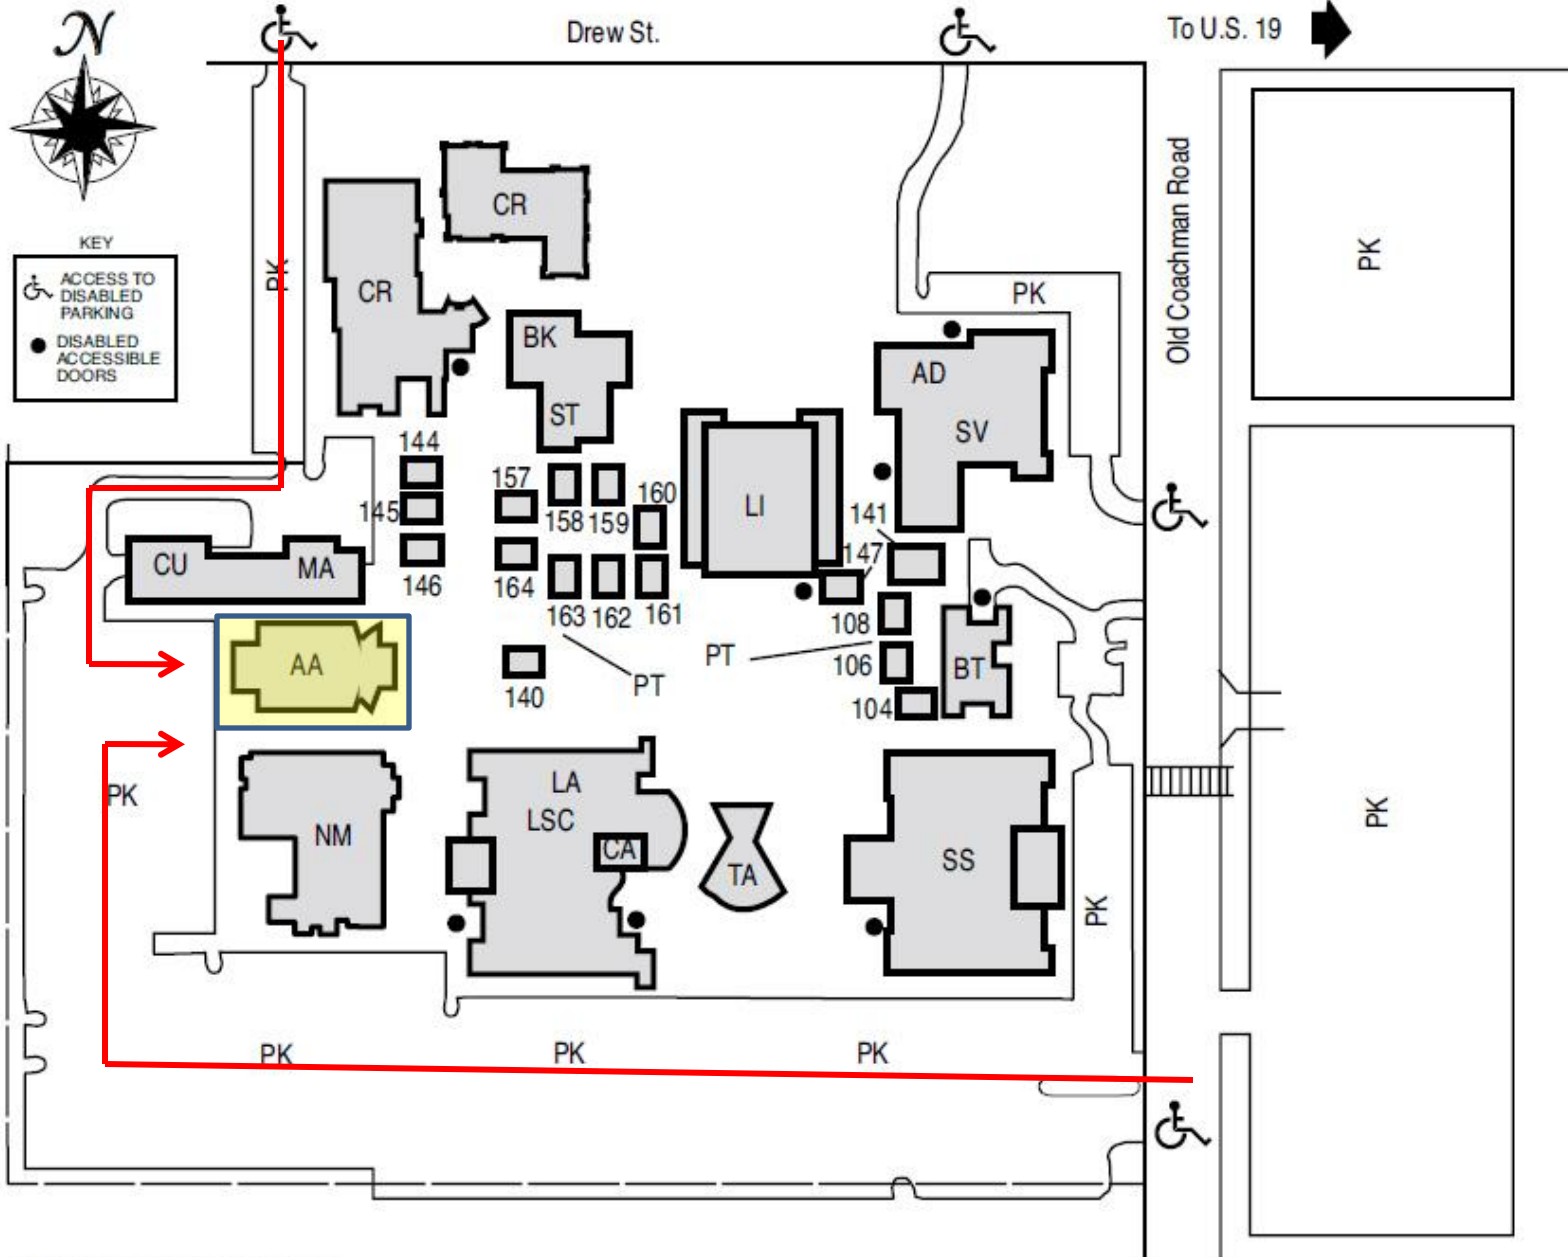 N
Drew St.
To U.S. 19
KEY
ACCESS TO
DISABLED
PARKING
DISABLED
ACCESSIBLE
DOORS
PK
CR
CR
PK
Old Coachman Road
PK
BK
ST
AD
SV
144
145
146
157
158
159
160
164
163
162
161
LI
141
147
CU
MA
108
106
104
PT
PT
BT
AA
140
PK
NM
LA
LSC
CA
TA
SS
PK
PK
PK
PK
PK